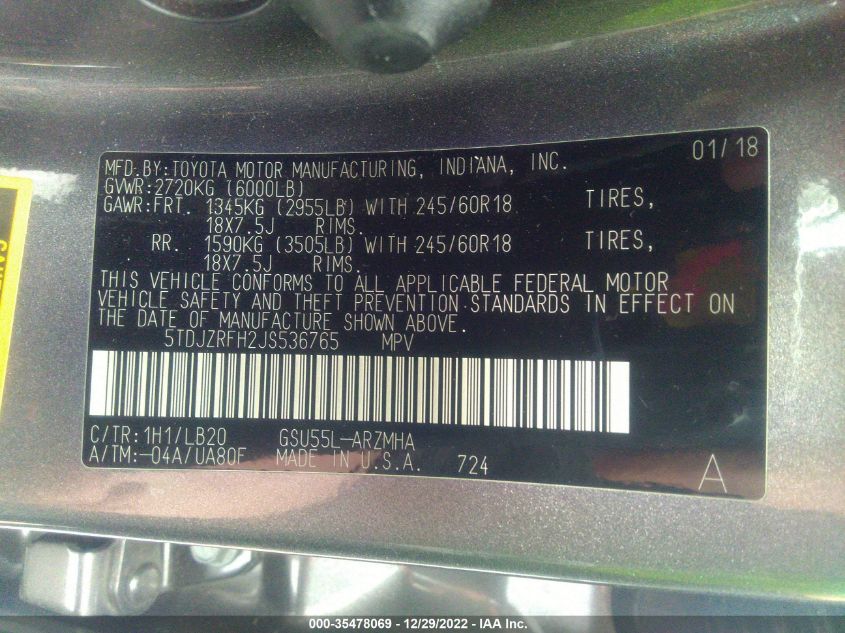 MFD.BY:TOYOTA MOTOR MANUFACTURING, INDIANA, INC. 01/18
GVWR:2720KG (6000LB)
GAWR:FRT. 1345KG (2955LB) WITH 245/60R18 TIRES,
18X7.5J RIMS.
RR. 1590KG (3505LB) WITH 245/60R18 TIRES,
18X7.5J RIMS.
THIS VEHICLE CONFORMS TO ALL APPLICABLE FEDERAL MOTOR
VEHICLE SAFETY AND THEFT PREVENTION STANDARDS IN EFFECT ON
THE DATE OF MANUFACTURE SHOWN ABOVE.
5TDJZRFH2JS536765 MPV
C/TR:1H1/LB20 GSU55L-ARZMHA
A/TM:-04A/UA80F MADE IN U.S.A. 724
A
000-35478069 - 12/29/2022 - IAA Inc.